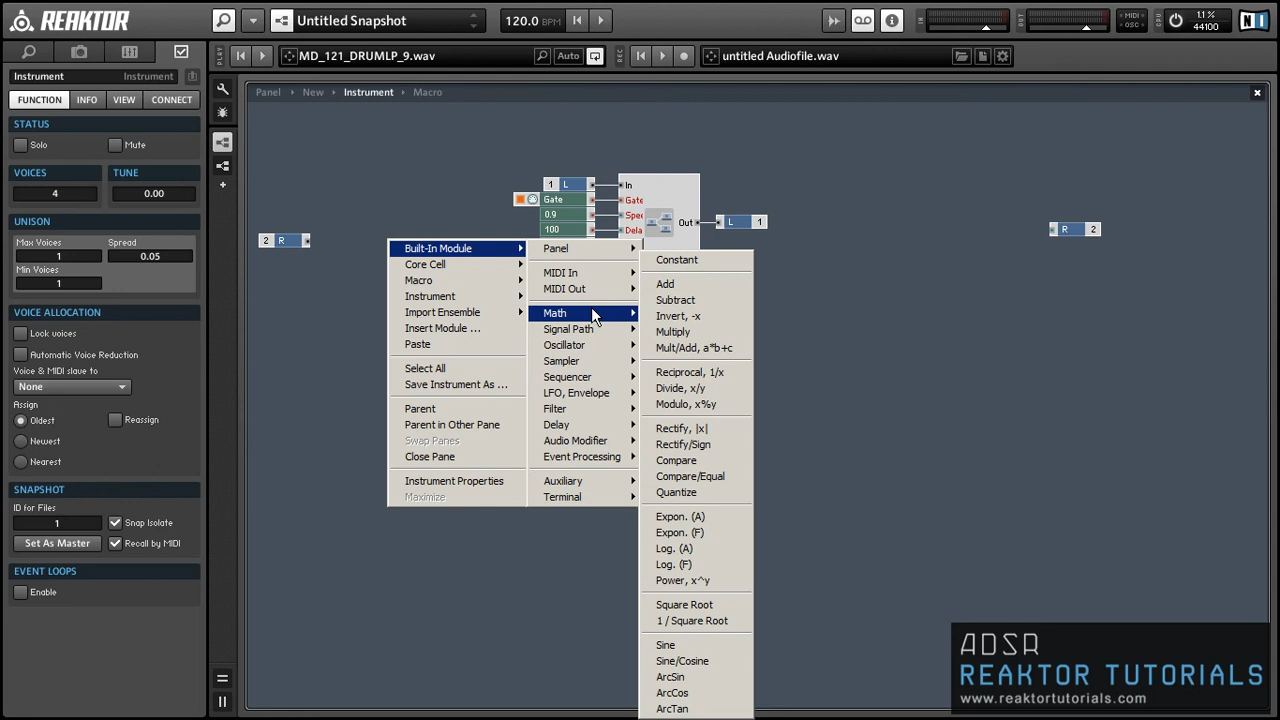 REAKTOR
Untitled Snapshot
120.0 BPM
MIDI
OSC
CPU
1.1 %
44100
IN
OUT
NI
PLAY
MD_121_DRUMLP_9.wav
Auto
REC
untitled Audiofile.wav
Instrument Instrument
FUNCTION INFO VIEW CONNECT
STATUS
Solo Mute
VOICES TUNE
4 0.00
UNISON
Max Voices Spread
1 0.05
Min Voices
1
VOICE ALLOCATION
Lock voices
Automatic Voice Reduction
Voice & MIDI slave to
None
Assign
Oldest Reassign
Newest
Nearest
SNAPSHOT
ID for Files
1 Snap Isolate
Set As Master Recall by MIDI
EVENT LOOPS
Enable
Panel New Instrument Macro
1 L In
Gate Gate
0.9 Spee
100 Dela
Out L 1
2 R
R 2
Built-In Module
Core Cell
Macro
Instrument
Import Ensemble
Insert Module ...
Paste
Select All
Save Instrument As ...
Parent
Parent in Other Pane
Swap Panes
Close Pane
Instrument Properties
Maximize
Panel
MIDI In
MIDI Out
Math
Signal Path
Oscillator
Sampler
Sequencer
LFO, Envelope
Filter
Delay
Audio Modifier
Event Processing
Auxiliary
Terminal
Constant
Add
Subtract
Invert, -x
Multiply
Mult/Add, a*b+c
Reciprocal, 1/x
Divide, x/y
Modulo, x%y
Rectify, |x|
Rectify/Sign
Compare
Compare/Equal
Quantize
Expon. (A)
Expon. (F)
Log. (A)
Log. (F)
Power, x^y
Square Root
1 / Square Root
Sine
Sine/Cosine
ArcSin
ArcCos
ArcTan
ADSR
REAKTOR TUTORIALS
www.reaktortutorials.com